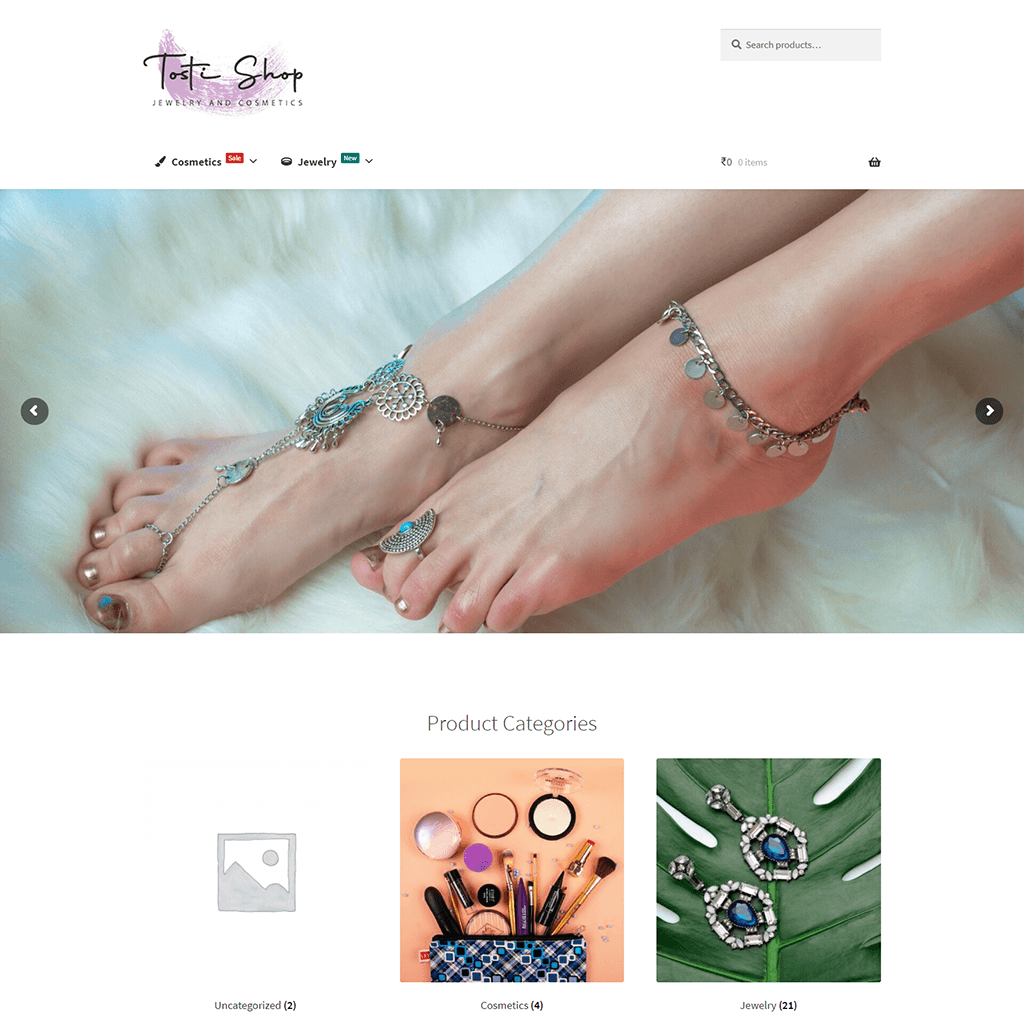 Tosti Shop
JEWELRY AND COSMETICS
Search products…
Cosmetics Sale
Jewelry New
₹0 0 items
Product Categories
Uncategorized (2)
Cosmetics (4)
Jewelry (21)